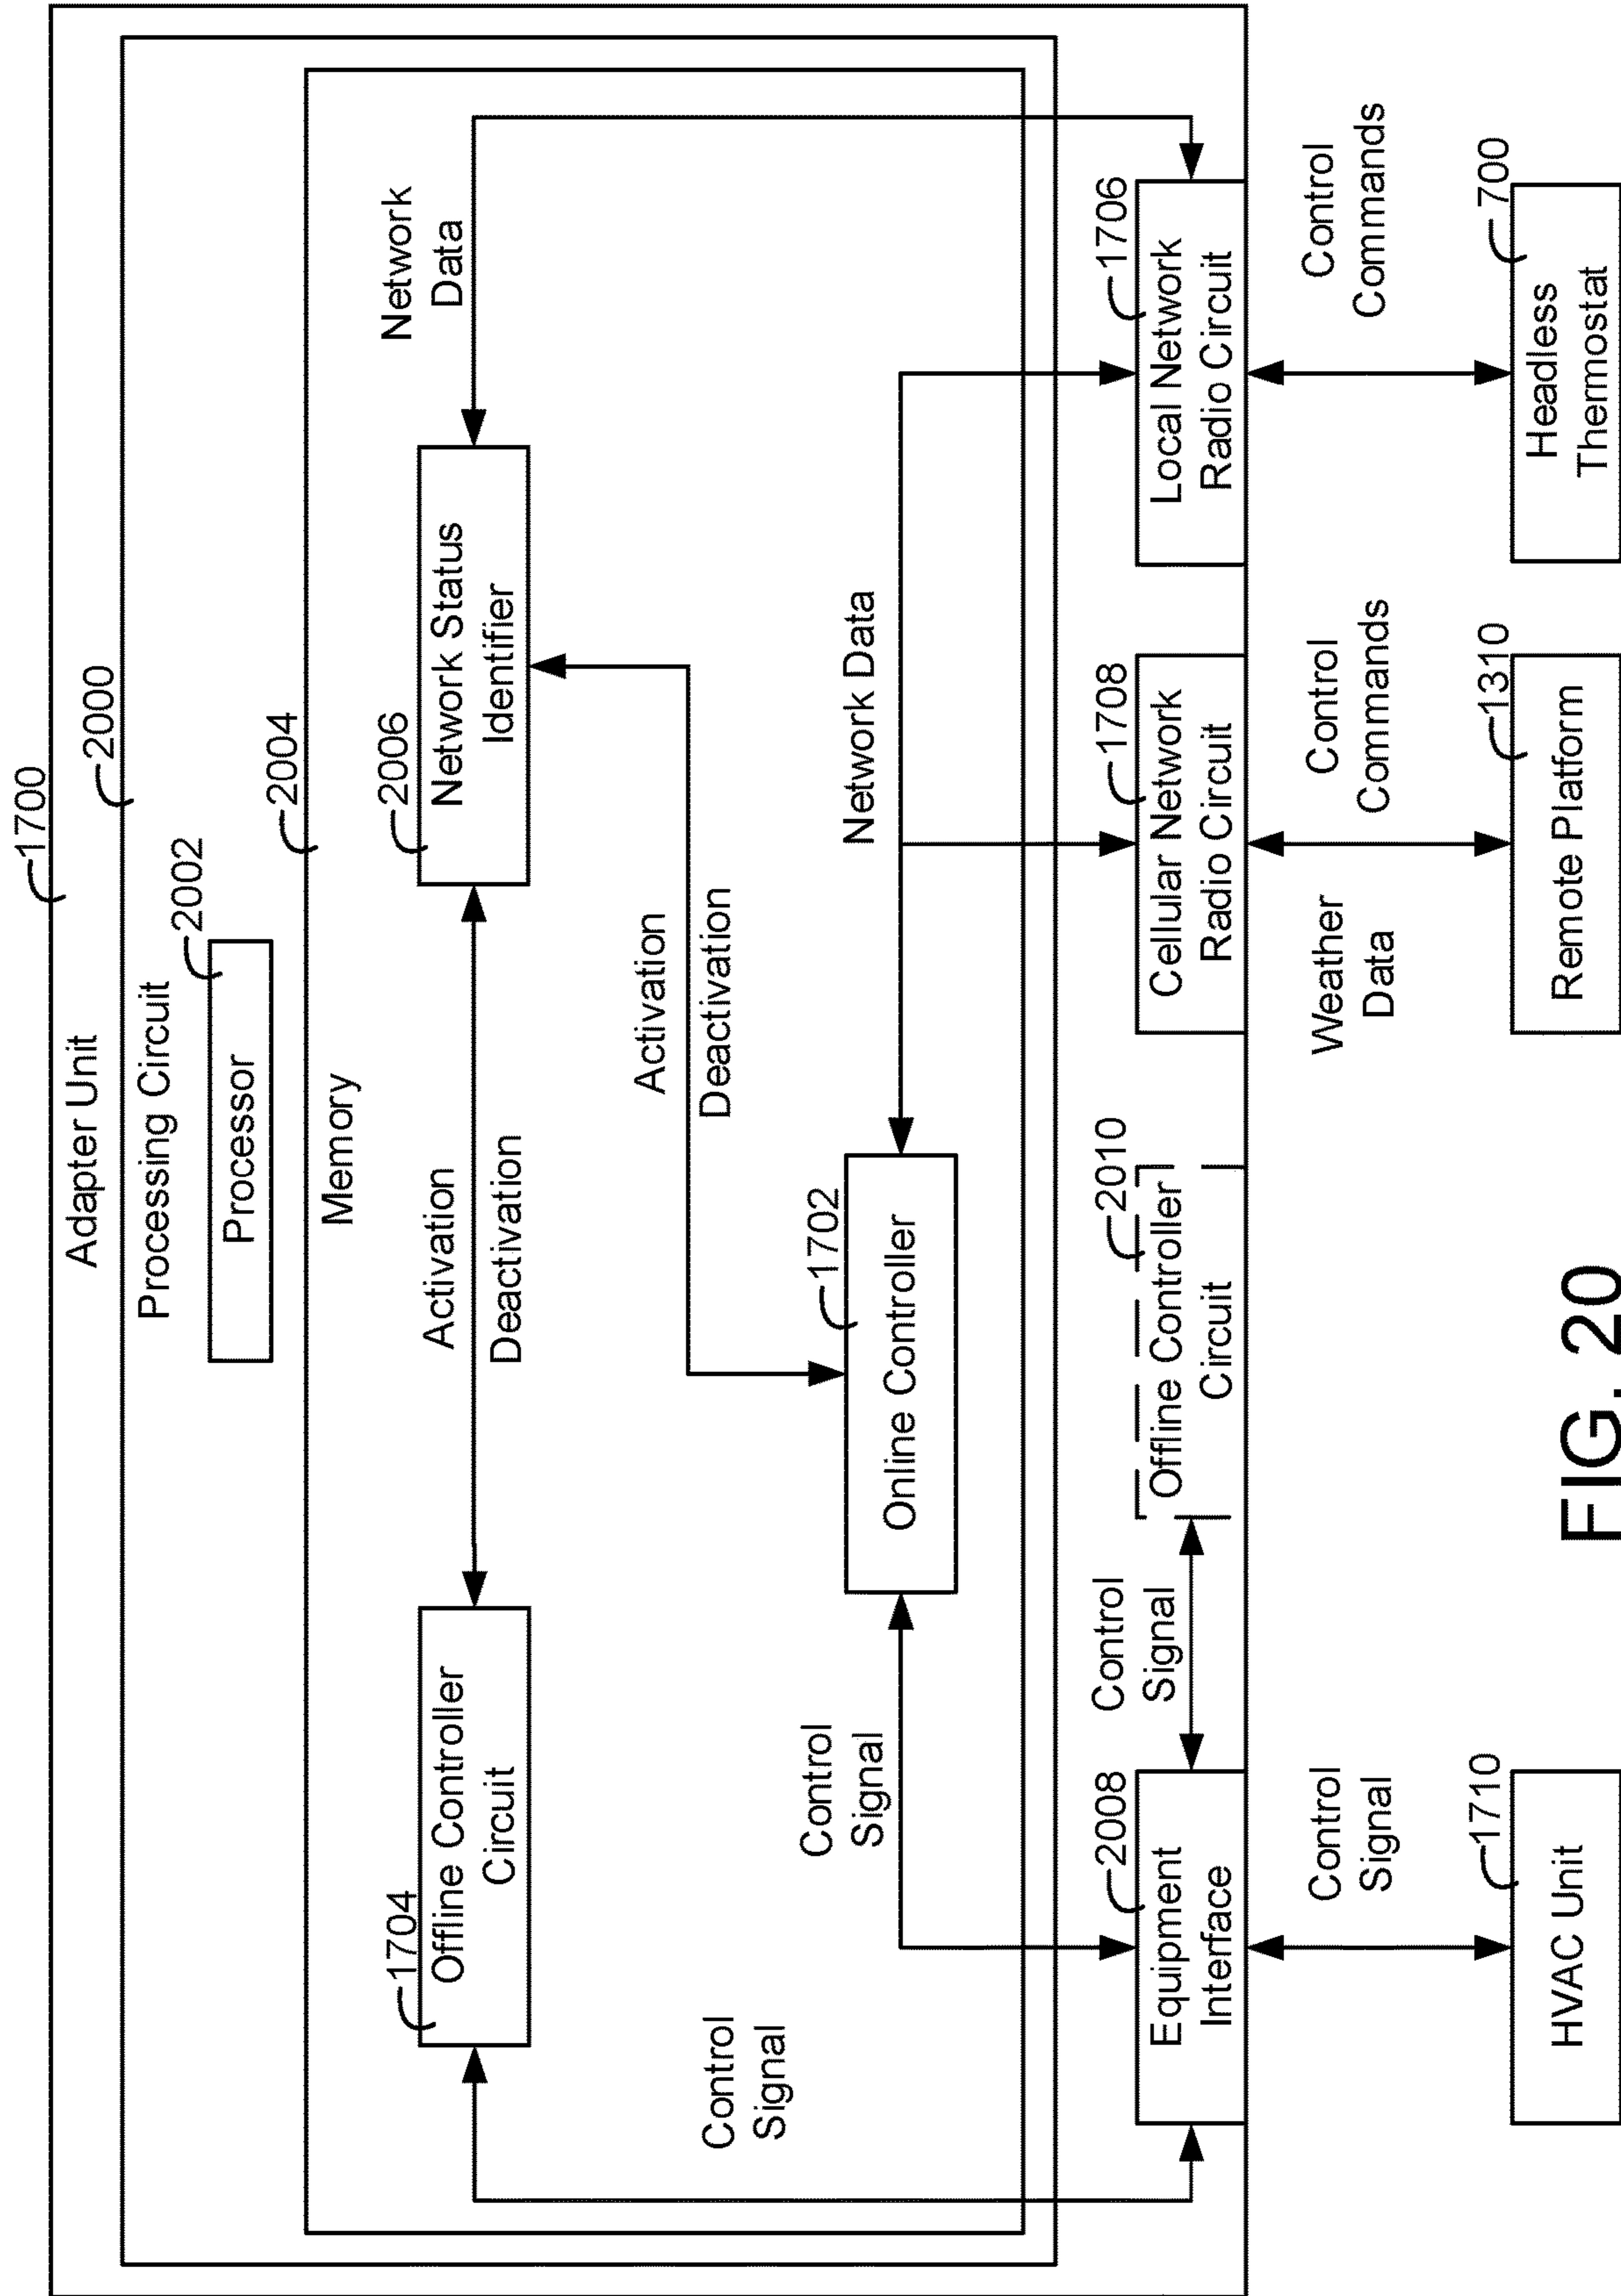 1700
Adapter Unit
2000
Processing Circuit
2002
Processor
2004
Memory
1704
Offline Controller
Circuit
Activation
Deactivation
2006
Network Status
Identifier
Network
Data
Activation
Deactivation
Control
Signal
Control
Signal
1702
Online Controller
Network Data
2008
Equipment
Interface
Control
Signal
2010
Offline Controller
Circuit
1708
Cellular Network
Radio Circuit
1706
Local Network
Radio Circuit
Control
Signal
Weather
Data
Control
Commands
Control
Commands
1710
HVAC Unit
1310
Remote Platform
700
Headless
Thermostat
FIG. 20